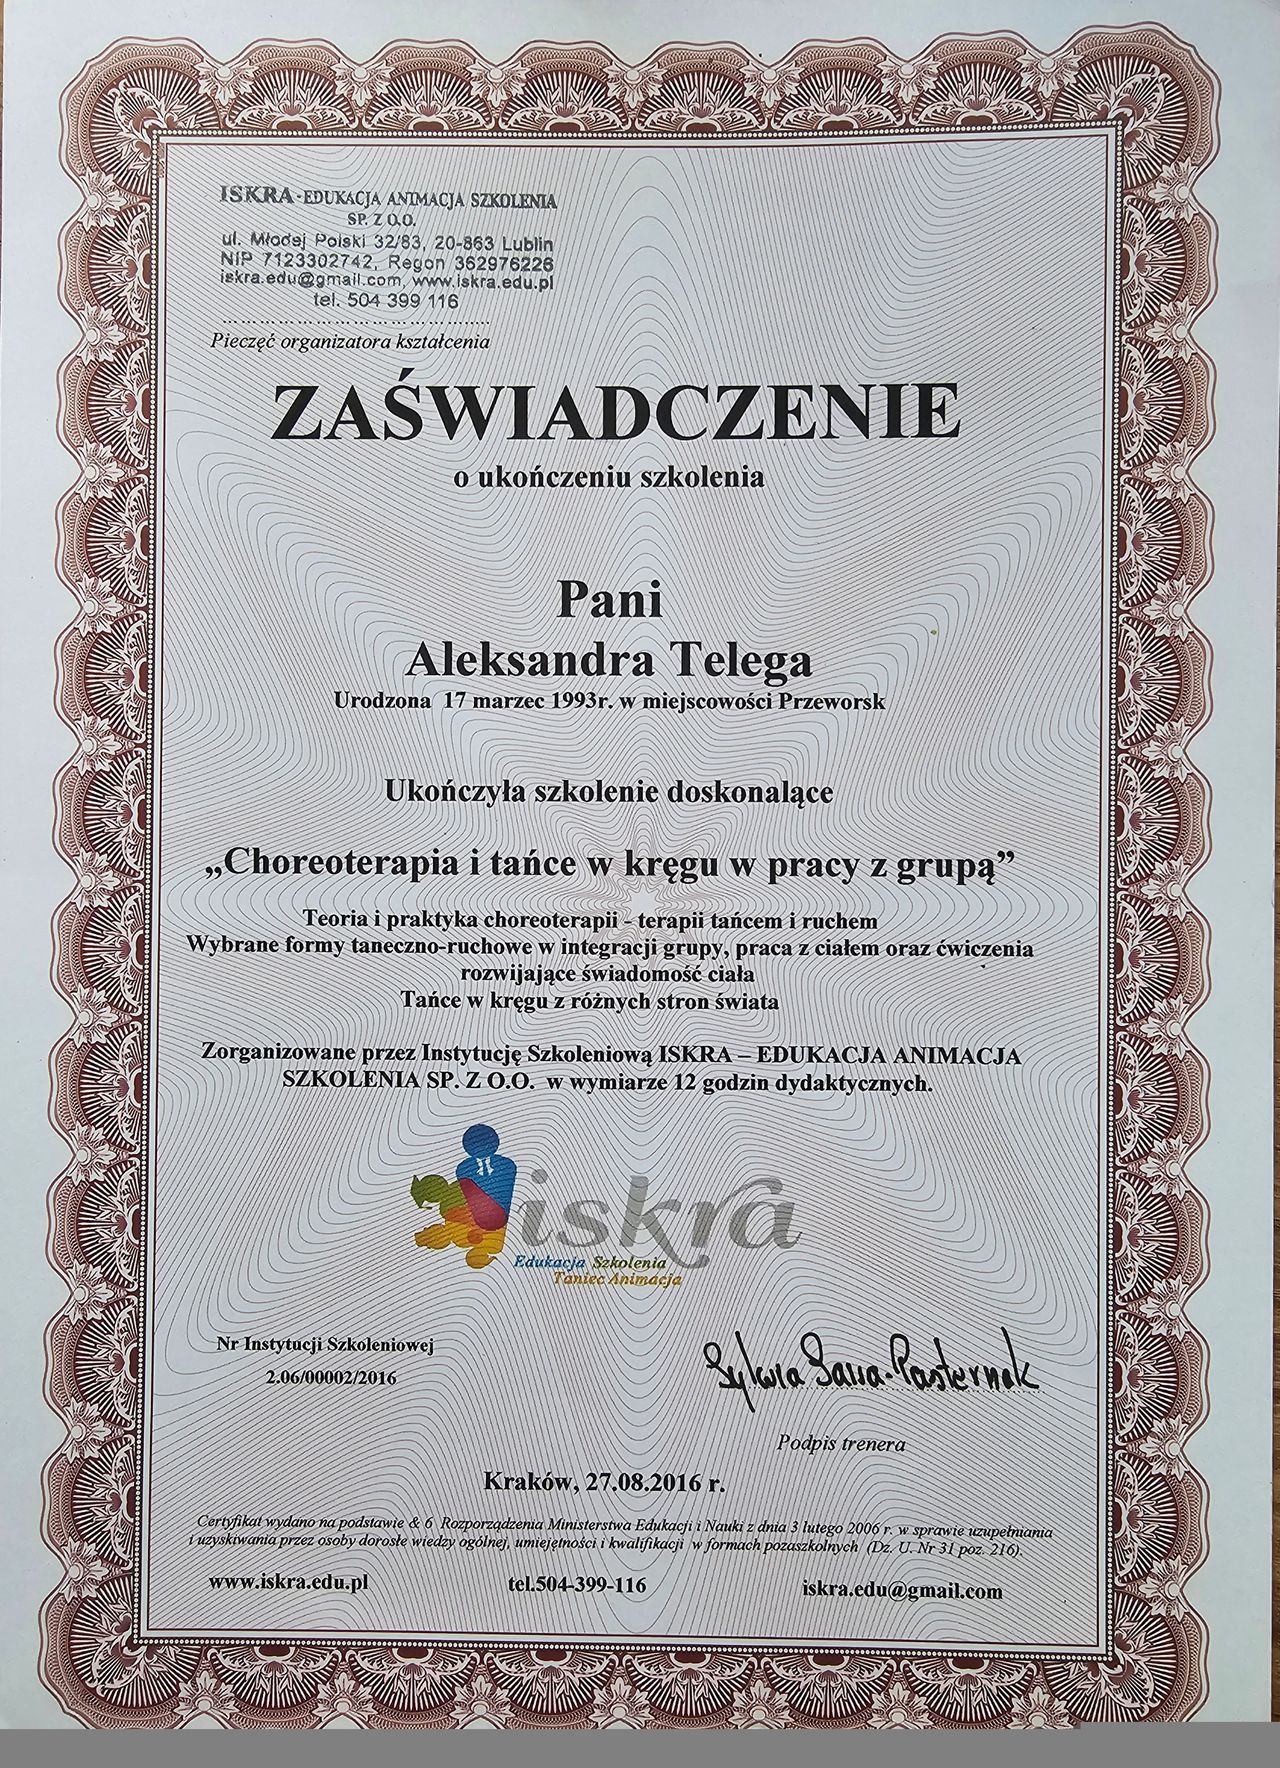 ISKRA-EDUKACJA ANIMACJA SZKOLENIA
SP. Z O.O.
ul. Młodej Polski 32/83, 20-863 Lublin
NIP 7123302742, Regon 362976226
iskra.edu@gmail.com, www.iskra.edu.pl
tel. 504 399 116
Pieczęć organizatora kształcenia
ZAŚWIADCZENIE
o ukończeniu szkolenia
Pani
Aleksandra Telega
Urodzona 17 marzec 1993r. w miejscowości Przeworsk
Ukończyła szkolenie doskonalące
„Choreoterapia i tańce w kręgu w pracy z grupą”
Teoria i praktyka choreoterapii - terapii tańcem i ruchem
Wybrane formy taneczno-ruchowe w integracji grupy, praca z ciałem oraz ćwiczenia
rozwijające świadomość ciała
Tańce w kręgu z różnych stron świata
Zorganizowane przez Instytucję Szkoleniową ISKRA – EDUKACJA ANIMACJA
SZKOLENIA SP. Z O.O. w wymiarze 12 godzin dydaktycznych.
iskra
Edukacja Szkolenia
Taniec Animacja
Nr Instytucji Szkoleniowej
2.06/00002/2016
Sylwia Sawa-Pasternak
Podpis trenera
Kraków, 27.08.2016 r.
Certyfikat wydano na podstawie & 6 Rozporządzenia Ministerstwa Edukacji i Nauki z dnia 3 lutego 2006 r. w sprawie uzupełniania
i uzyskiwania przez osoby dorosłe wiedzy ogólnej, umiejętności i kwalifikacji w formach pozaszkolnych (Dz. U. Nr 31 poz. 216).
www.iskra.edu.pl tel.504-399-116 iskra.edu@gmail.com